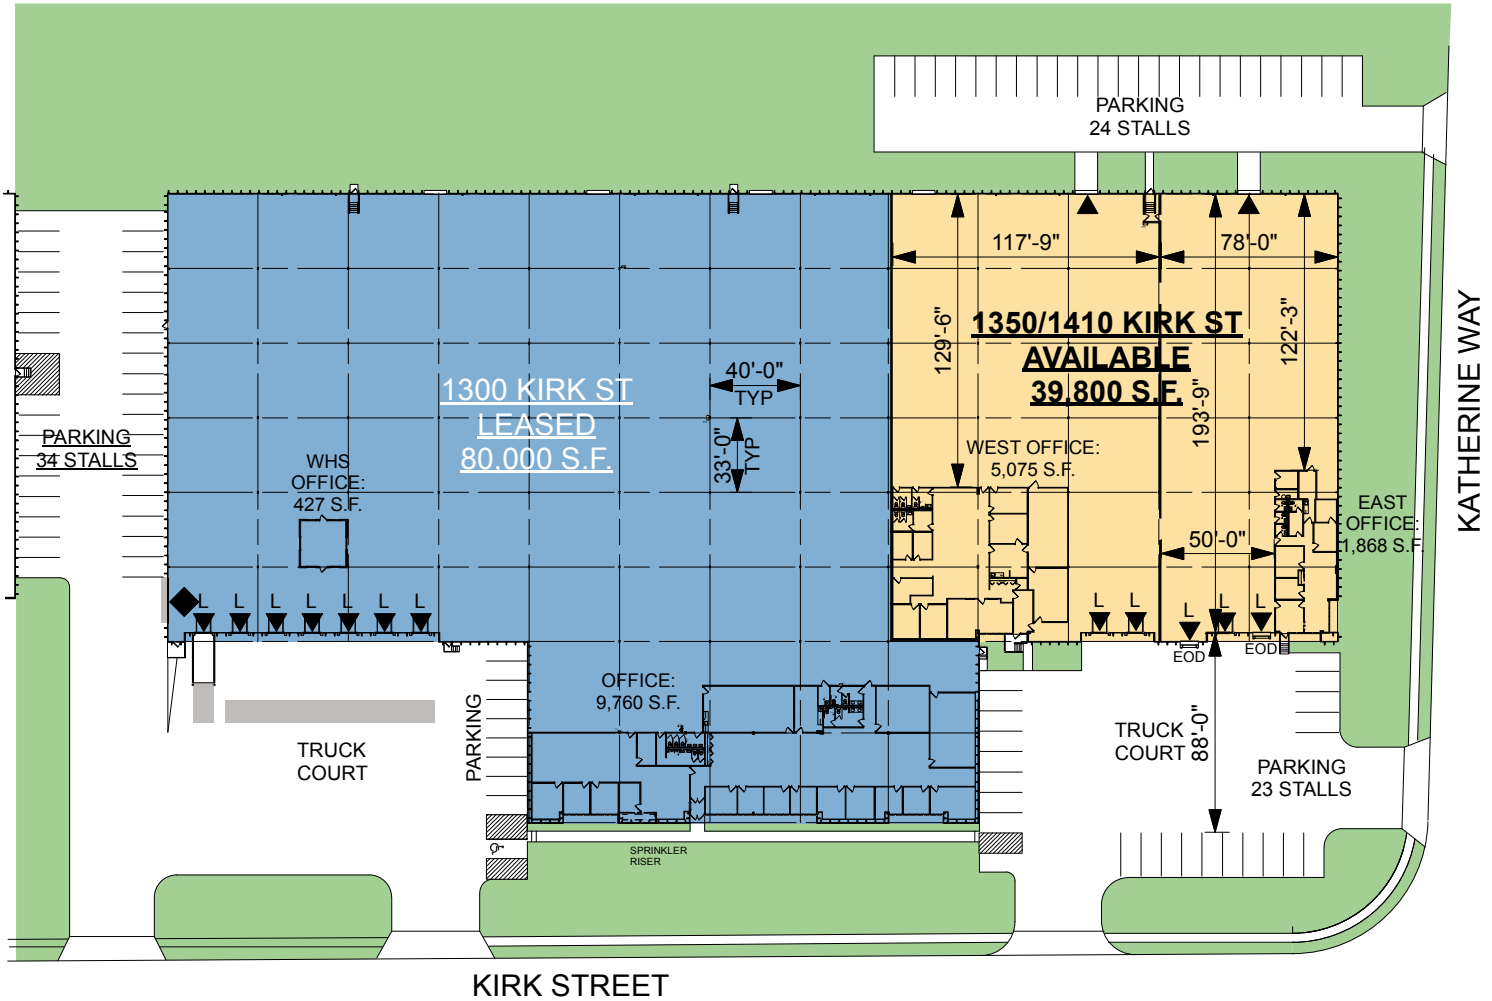 PARKING
24 STALLS
117'-9"
78'-0"
129'-6"
1350/1410 KIRK ST
AVAILABLE
39,800 S.F.
122'-3"
193'-9"
KATHERINE WAY
1300 KIRK ST
LEASED
80,000 S.F.
40'-0"
TYP
33'-0"
TYP
PARKING
34 STALLS
WHS
OFFICE:
427 S.F.
WEST OFFICE:
5,075 S.F.
EAST
OFFICE:
1,868 S.F.
50'-0"
L
L
L
L
L
L
L
L
L
L
L
L
EOD
EOD
OFFICE:
9,760 S.F.
PARKING
TRUCK
COURT
TRUCK
COURT
88'-0"
PARKING
23 STALLS
SPRINKLER
RISER
KIRK STREET